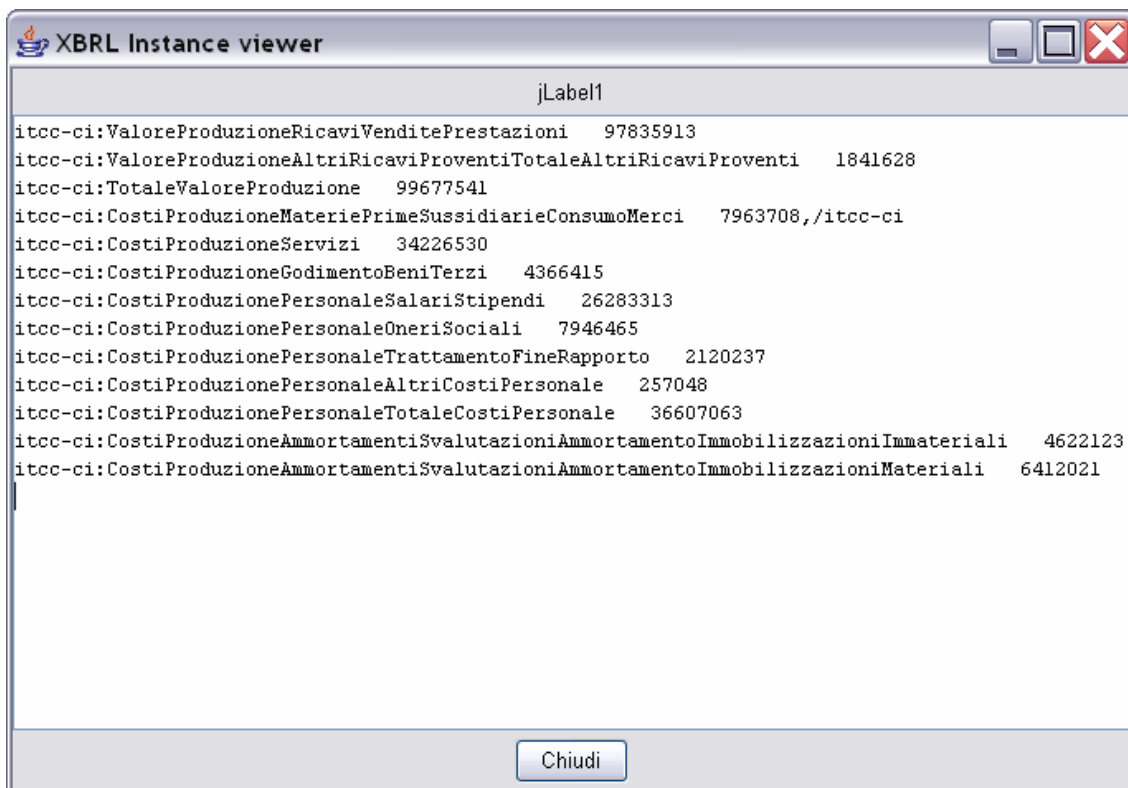 XBRL Instance viewer
jLabel1
itcc-ci:ValoreProduzioneRicaviVenditePrestazioni 97835913
itcc-ci:ValoreProduzioneAltriRicaviProventiTotaleAltriRicaviProventi 1841628
itcc-ci:TotaleValoreProduzione 99677541
itcc-ci:CostiProduzioneMateriePrimeSussidiarieConsumoMerci 7963708,/itcc-ci
itcc-ci:CostiProduzioneServizi 34226530
itcc-ci:CostiProduzioneGodimentoBeniTerzi 4366415
itcc-ci:CostiProduzionePersonaleSalariStipendi 26283313
itcc-ci:CostiProduzionePersonaleOneriSociali 7946465
itcc-ci:CostiProduzionePersonaleTrattamentoFineRapporto 2120237
itcc-ci:CostiProduzionePersonaleAltriCostiPersonale 257048
itcc-ci:CostiProduzionePersonaleTotaleCostiPersonale 36607063
itcc-ci:CostiProduzioneAmmortamentiSvalutazioniAmmortamentoImmobilizzazioniImmateriali 4622123
itcc-ci:CostiProduzioneAmmortamentiSvalutazioniAmmortamentoImmobilizzazioniMateriali 6412021
Chiudi